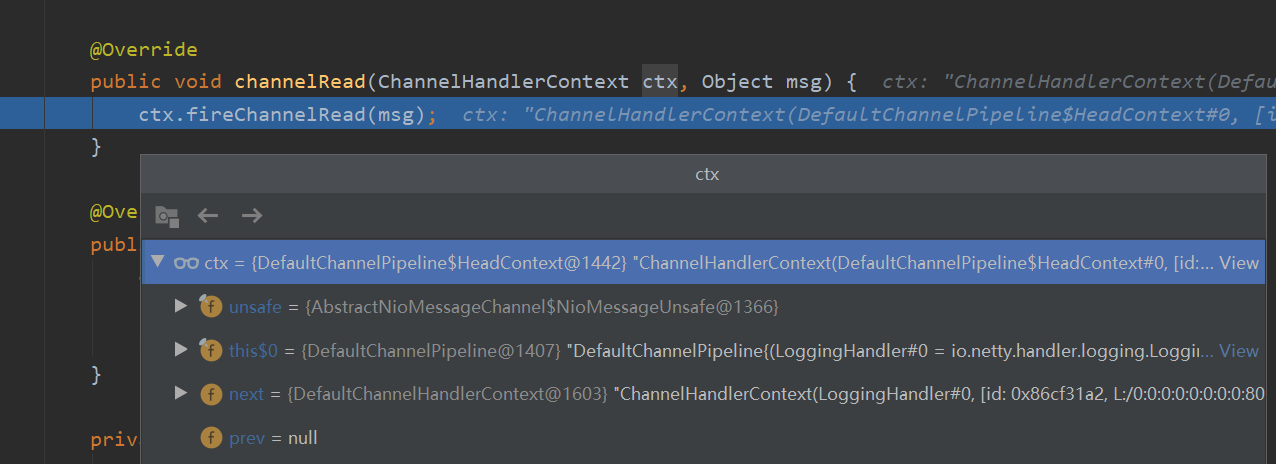 @Override
public void channelRead(ChannelHandlerContext ctx, Object msg) { ctx: "ChannelHandlerContext(Defau
ctx.fireChannelRead(msg); ctx: "ChannelHandlerContext(DefaultChannelPipeline$HeadContext#0, [i
}
ctx
@Ove
publ
ctx = {DefaultChannelPipeline$HeadContext@1442} "ChannelHandlerContext(DefaultChannelPipeline$HeadContext#0, [id:... View
f unsafe = {AbstractNioMessageChannel$NioMessageUnsafe@1366}
f this$0 = {DefaultChannelPipeline@1407} "DefaultChannelPipeline{(LoggingHandler#0 = io.netty.handler.logging.Loggi... View
}
f next = {DefaultChannelHandlerContext@1603} "ChannelHandlerContext(LoggingHandler#0, [id: 0x86cf31a2, L:/0:0:0:0:0:0:0:0:80
priv
f prev = null